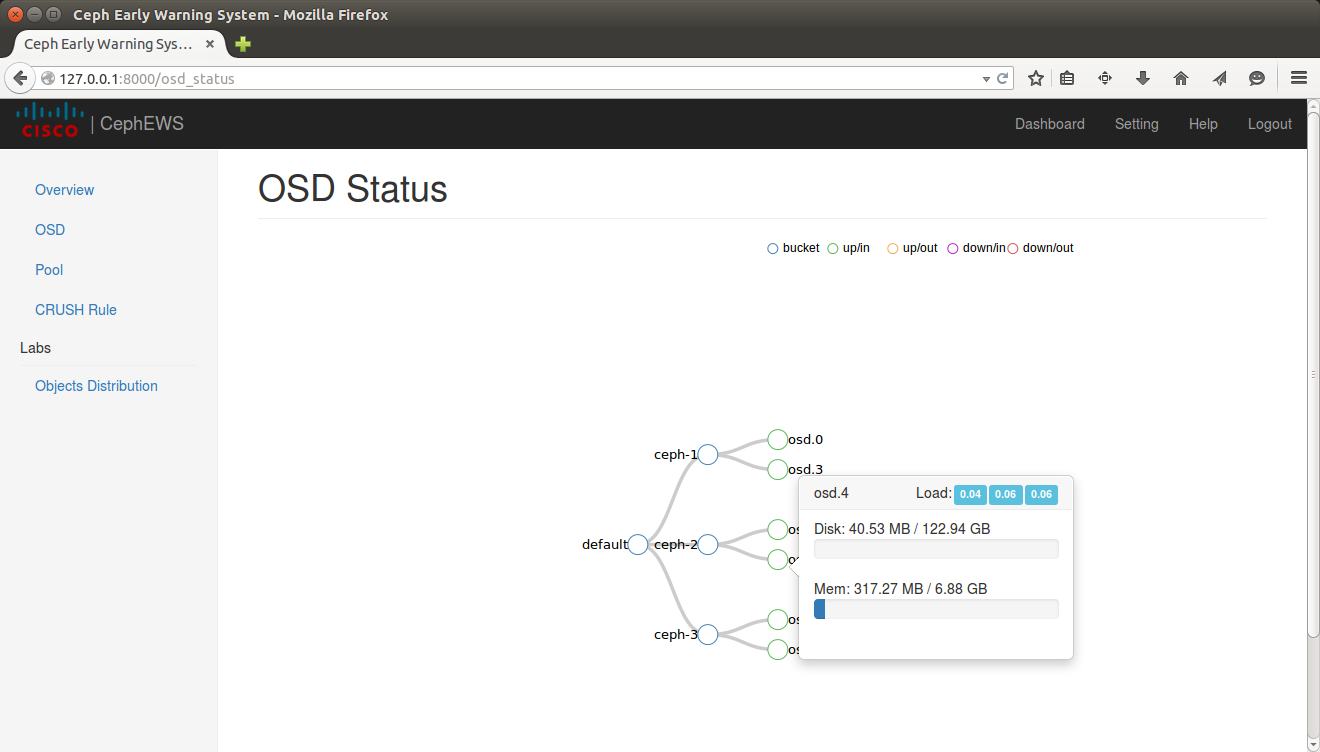 Ceph Early Warning System - Mozilla Firefox
Ceph Early Warning Sys...
127.0.0.1:8000/osd_status
CISCO | CephEWS
Dashboard Setting Help Logout
Overview
OSD
Pool
CRUSH Rule
Labs
Objects Distribution
OSD Status
bucket up/in up/out down/in down/out
ceph-1
osd.0
osd.3
default
ceph-2
ceph-3
osd.4 Load: 0.04 0.06 0.06
Disk: 40.53 MB / 122.94 GB
Mem: 317.27 MB / 6.88 GB